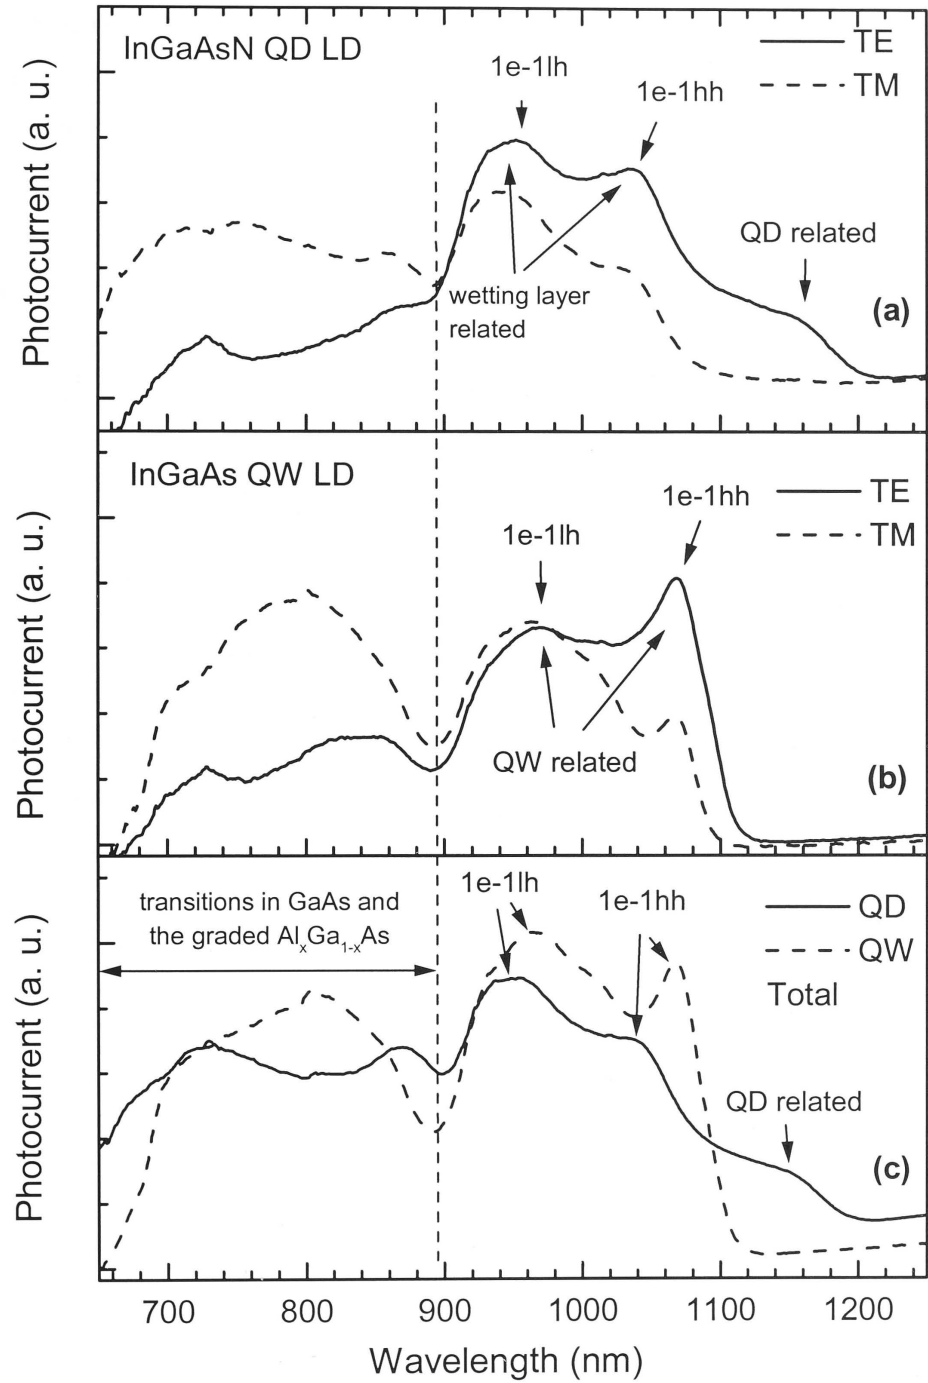 InGaAsN QD LD
TE
TM
1e-1lh
1e-1hh
QD related
wetting layer
related
(a)
Photocurrent (a. u.)
InGaAs QW LD
TE
TM
1e-1lh
1e-1hh
QW related
(b)
Photocurrent (a. u.)
transitions in GaAs and
the graded AlxGa1-xAs
1e-1lh
1e-1hh
QD
QW
Total
QD related
(c)
Photocurrent (a. u.)
700 800 900 1000 1100 1200
Wavelength (nm)